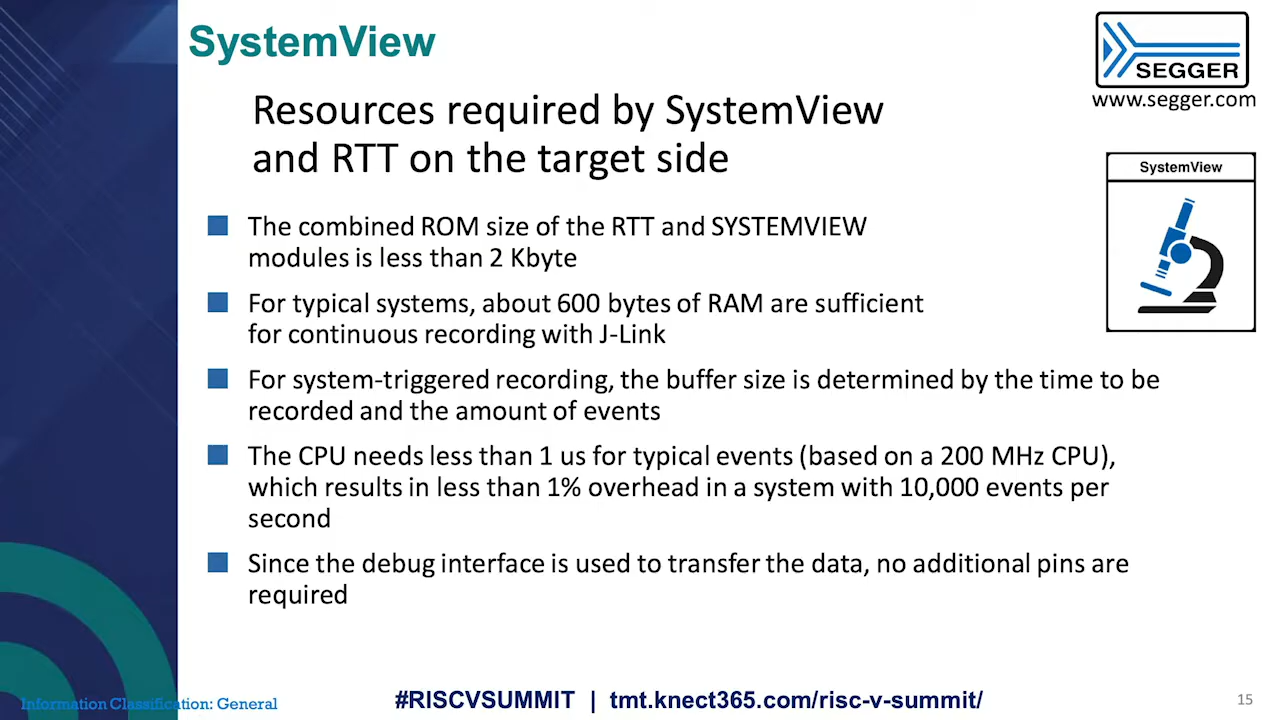 SystemView
SEGGER
www.segger.com
Resources required by SystemView
and RTT on the target side
SystemView
The combined ROM size of the RTT and SYSTEMVIEW
modules is less than 2 Kbyte
For typical systems, about 600 bytes of RAM are sufficient
for continuous recording with J-Link
For system-triggered recording, the buffer size is determined by the time to be
recorded and the amount of events
The CPU needs less than 1 us for typical events (based on a 200 MHz CPU),
which results in less than 1% overhead in a system with 10,000 events per
second
Since the debug interface is used to transfer the data, no additional pins are
required
Information Classification: General
#RISCVSUMMIT | tmt.knect365.com/risc-v-summit/
15